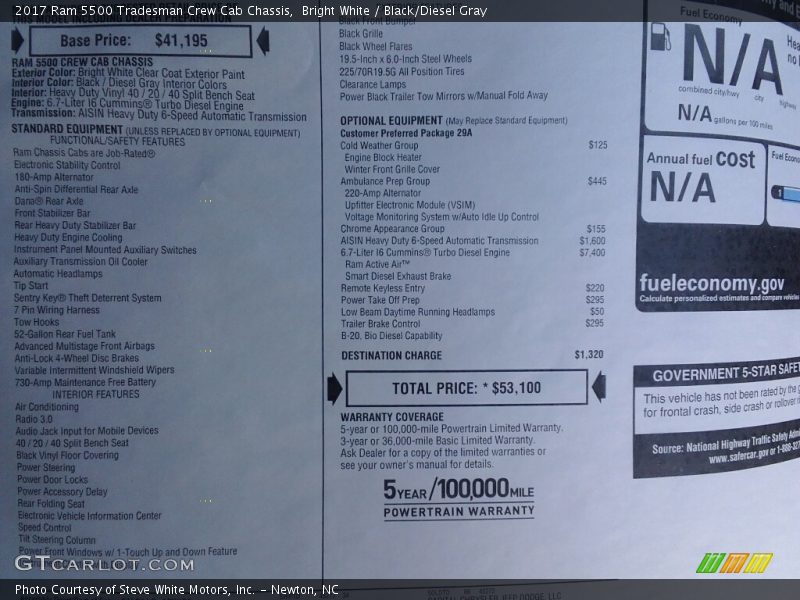 2017 Ram 5500 Tradesman Crew Cab Chassis,  Bright White / Black/Diesel Gray
THIS MODEL INCLUDING DEALER PREPARATION
Base Price: $41,195
RAM 5500 CREW CAB CHASSIS
Exterior Color: Bright White Clear Coat Exterior Paint
Interior Color: Black / Diesel Gray Interior Colors
Interior: Heavy Duty Vinyl 40 / 20 / 40 Split Bench Seat
Engine: 6.7-Liter I6 Cummins® Turbo Diesel Engine
Transmission: AISIN Heavy Duty 6-Speed Automatic Transmission
STANDARD EQUIPMENT (UNLESS REPLACED BY OPTIONAL EQUIPMENT)
FUNCTIONAL/SAFETY FEATURES
Ram Chassis Cabs are Job-Rated®
Electronic Stability Control
180-Amp Alternator
Anti-Spin Differential Rear Axle
Dana® Rear Axle
Front Stabilizer Bar
Rear Heavy Duty Stabilizer Bar
Heavy Duty Engine Cooling
Instrument Panel Mounted Auxiliary Switches
Auxiliary Transmission Oil Cooler
Automatic Headlamps
Tip Start
Sentry Key® Theft Deterrent System
7 Pin Wiring Harness
Tow Hooks
52-Gallon Rear Fuel Tank
Advanced Multistage Front Airbags
Anti-Lock 4-Wheel Disc Brakes
Variable Intermittent Windshield Wipers
730-Amp Maintenance Free Battery
INTERIOR FEATURES
Air Conditioning
Radio 3.0
Audio Jack Input for Mobile Devices
40 / 20 / 40 Split Bench Seat
Black Vinyl Floor Covering
Power Steering
Power Door Locks
Power Accessory Delay
Rear Folding Seat
Electronic Vehicle Information Center
Speed Control
Tilt Steering Column
Power Front Windows w/ 1-Touch Up and Down Feature
Black Front Bumper
Black Grille
Black Wheel Flares
19.5-Inch x 6.0-Inch Steel Wheels
225/70R19.5G All Position Tires
Clearance Lamps
Power Black Trailer Tow Mirrors w/Manual Fold Away
OPTIONAL EQUIPMENT (May Replace Standard Equipment)
Customer Preferred Package 29A
Cold Weather Group $125
Engine Block Heater
Winter Front Grille Cover
Ambulance Prep Group $445
220-Amp Alternator
Upfitter Electronic Module (VSIM)
Voltage Monitoring System w/Auto Idle Up Control
Chrome Appearance Group $155
AISIN Heavy Duty 6-Speed Automatic Transmission $1,600
6.7-Liter I6 Cummins® Turbo Diesel Engine $7,400
Ram Active Air™
Smart Diesel Exhaust Brake
Remote Keyless Entry $220
Power Take Off Prep $295
Low Beam Daytime Running Headlamps $50
Trailer Brake Control $295
B-20, Bio Diesel Capability
DESTINATION CHARGE $1,320
TOTAL PRICE: * $53,100
WARRANTY COVERAGE
5-year or 100,000-mile Powertrain Limited Warranty.
3-year or 36,000-mile Basic Limited Warranty.
Ask Dealer for a copy of the limited warranties or
see your owner's manual for details.
5 YEAR / 100,000 MILE
POWERTRAIN WARRANTY
Fuel Economy
N/A
combined city/hwy city highway
N/A gallons per 100 miles
Annual fuel cost
N/A
fueleconomy.gov
Calculate personalized estimates and compare vehicles
GOVERNMENT 5-STAR
This vehicle has not been rated by the
for frontal crash, side crash or rollover
Source: National Highway Traffic Safety
www.safercar.gov or
GTCARLOT.COM
Photo Courtesy of Steve White Motors, Inc. – Newton, NC